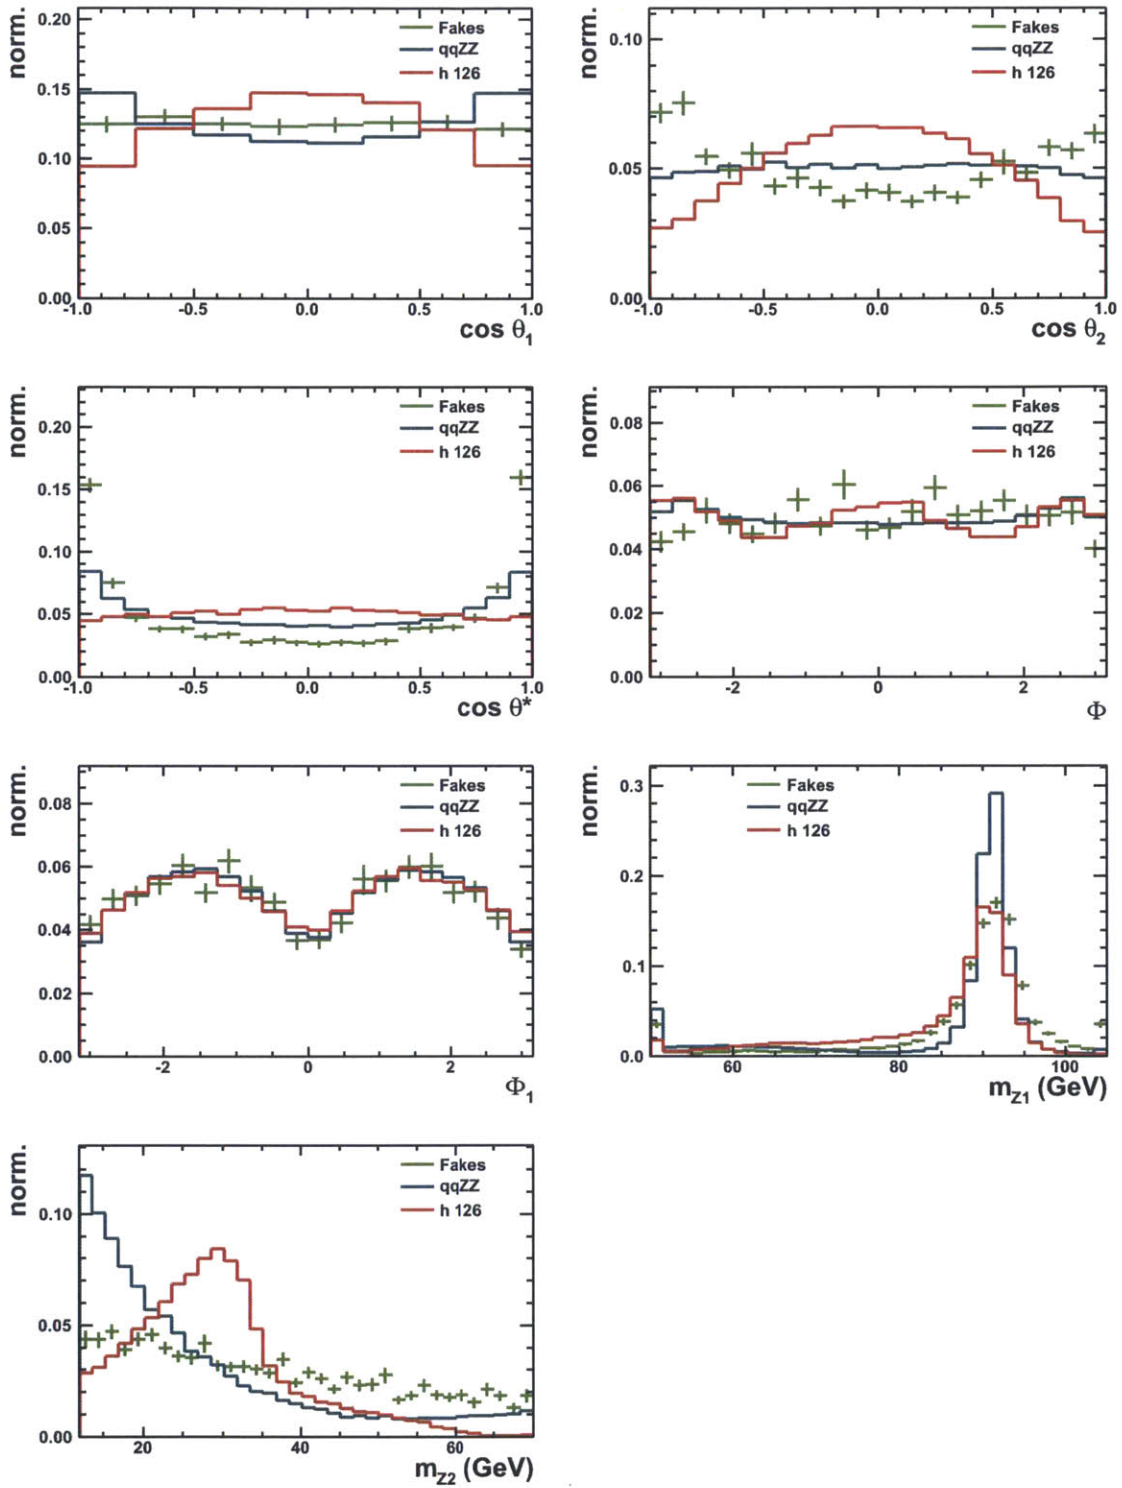 norm.
0.20
0.15
0.10
0.05
0.00
Fakes
qqZZ
h 126
-1.0 -0.5 0.0 0.5 1.0
cos θ1
norm.
0.10
0.05
0.00
Fakes
qqZZ
h 126
-1.0 -0.5 0.0 0.5 1.0
cos θ2
norm.
0.20
0.15
0.10
0.05
0.00
Fakes
qqZZ
h 126
-1.0 -0.5 0.0 0.5 1.0
cos θ*
norm.
0.08
0.06
0.04
0.02
0.00
Fakes
qqZZ
h 126
-2 0 2
Φ
norm.
0.08
0.06
0.04
0.02
0.00
Fakes
qqZZ
h 126
-2 0 2
Φ1
norm.
0.3
0.2
0.1
0.0
Fakes
qqZZ
h 126
60 80 100
mZ1 (GeV)
norm.
0.10
0.05
0.00
Fakes
qqZZ
h 126
20 40 60
mZ2 (GeV)